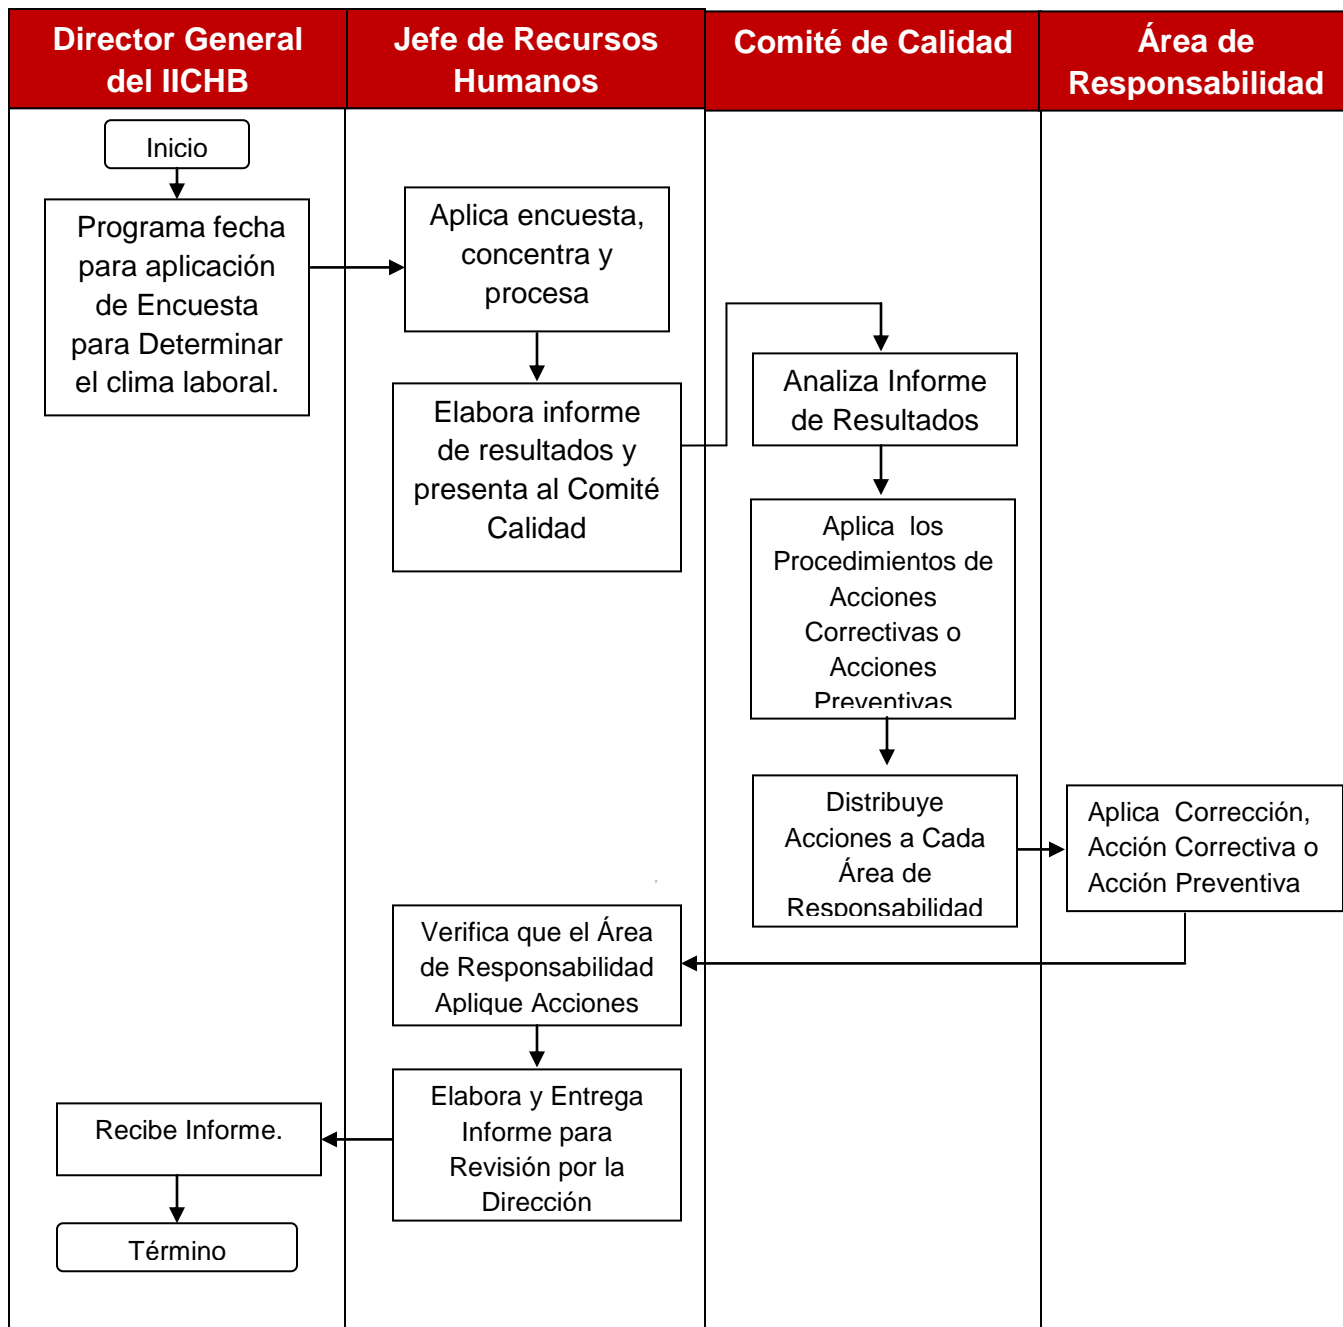 Director General
del IICHB
Jefe de Recursos
Humanos
Comité de Calidad
Área de
Responsabilidad
Inicio
Programa fecha
para aplicación
de Encuesta
para Determinar
el clima laboral.
Aplica encuesta,
concentra y
procesa
Elabora informe
de resultados y
presenta al Comité
Calidad
Analiza Informe
de Resultados
Aplica los
Procedimientos de
Acciones
Correctivas o
Acciones
Preventivas
Distribuye
Acciones a Cada
Área de
Responsabilidad
Aplica Corrección,
Acción Correctiva o
Acción Preventiva
Verifica que el Área
de Responsabilidad
Aplique Acciones
Elabora y Entrega
Informe para
Revisión por la
Dirección
Recibe Informe.
Término